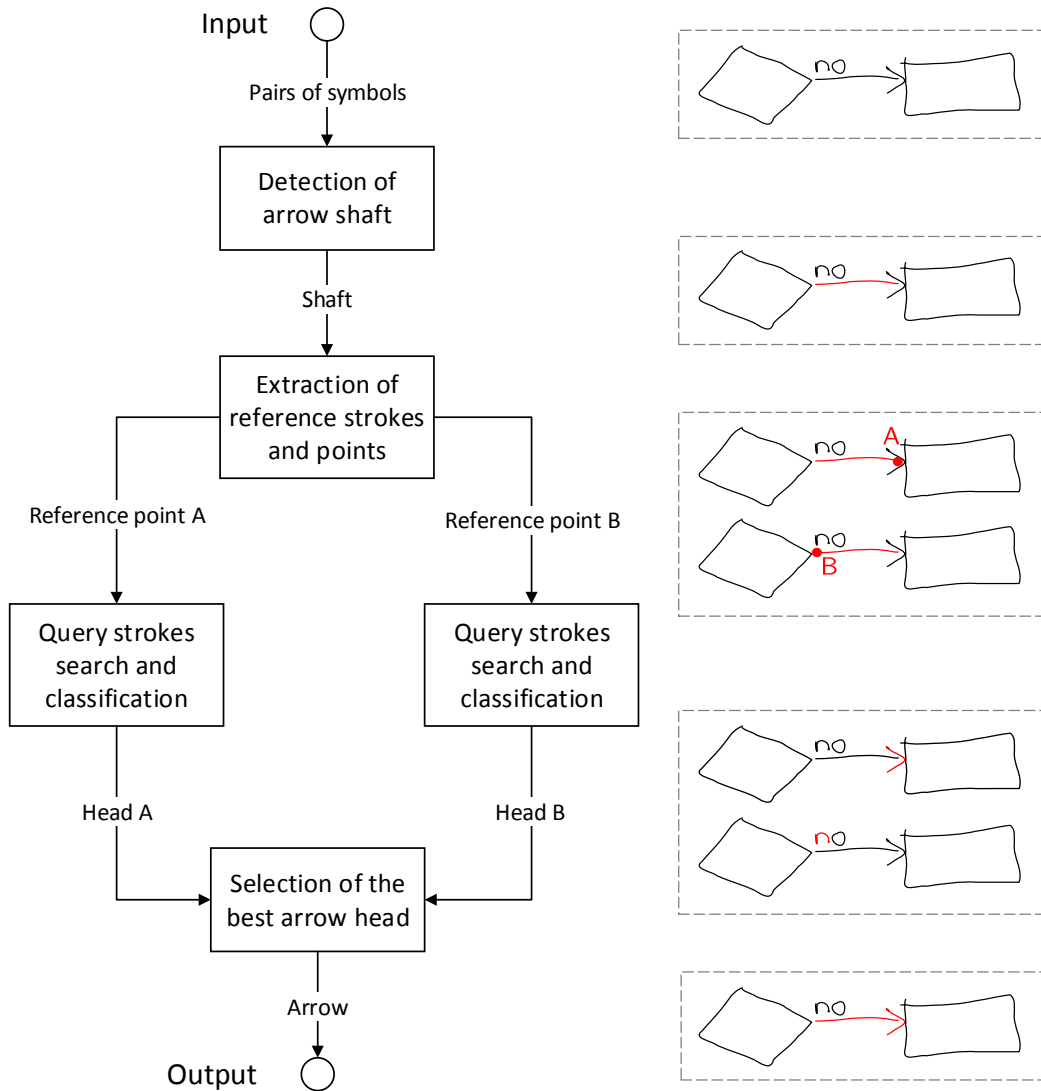 Input
no
Pairs of symbols
Detection of
arrow shaft
no
Shaft
Extraction of
reference strokes
and points
A
no
Reference point A
Reference point B
no
B
Query strokes
search and
classification
Query strokes
search and
classification
no
Head A
Head B
no
Selection of the
best arrow head
Arrow
no
Output